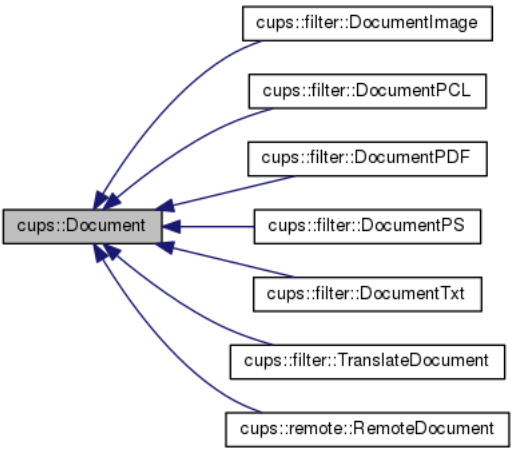 cups::filter::DocumentImage
cups::filter::DocumentPCL
cups::filter::DocumentPDF
cups::Document
cups::filter::DocumentPS
cups::filter::DocumentTxt
cups::filter::TranslateDocument
cups::remote::RemoteDocument